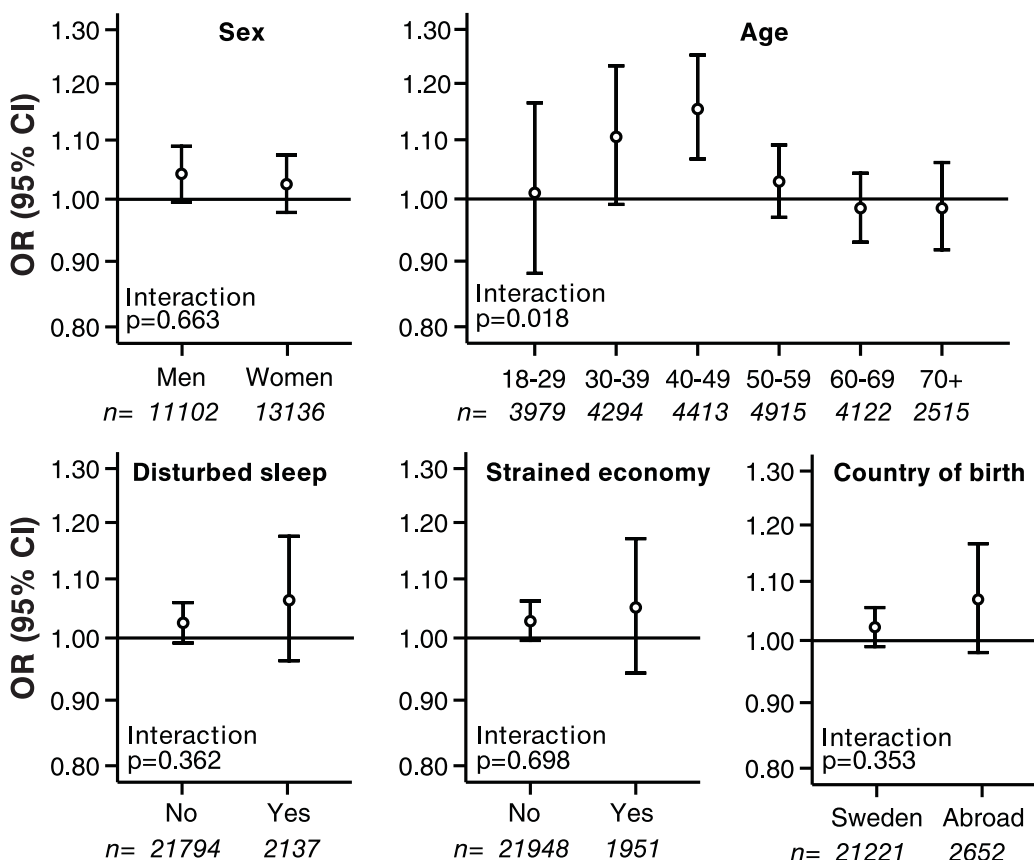 Sex
OR (95% CI)
1.30
1.20
1.10
1.00
0.90
0.80
Interaction
p=0.663
Men Women
n= 11102 13136
Age
1.30
1.20
1.10
1.00
0.90
0.80
Interaction
p=0.018
18-29 30-39 40-49 50-59 60-69 70+
n= 3979 4294 4413 4915 4122 2515
Disturbed sleep
OR (95% CI)
1.30
1.20
1.10
1.00
0.90
0.80
Interaction
p=0.362
No Yes
n= 21794 2137
Strained economy
1.30
1.20
1.10
1.00
0.90
0.80
Interaction
p=0.698
No Yes
n= 21948 1951
Country of birth
1.30
1.20
1.10
1.00
0.90
0.80
Interaction
p=0.353
Sweden Abroad
n= 21221 2652